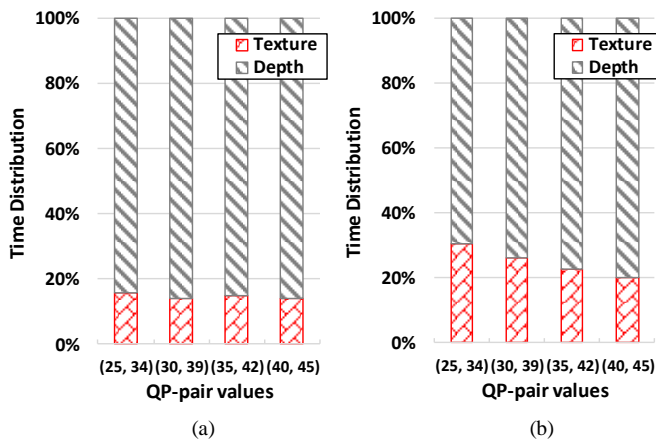 100%
80%
60%
40%
20%
0%
Time Distribution
Texture
Depth
(25, 34) (30, 39) (35, 42) (40, 45)
QP-pair values
(a)
100%
80%
60%
40%
20%
0%
Time Distribution
Texture
Depth
(25, 34) (30, 39) (35, 42) (40, 45)
QP-pair values
(b)